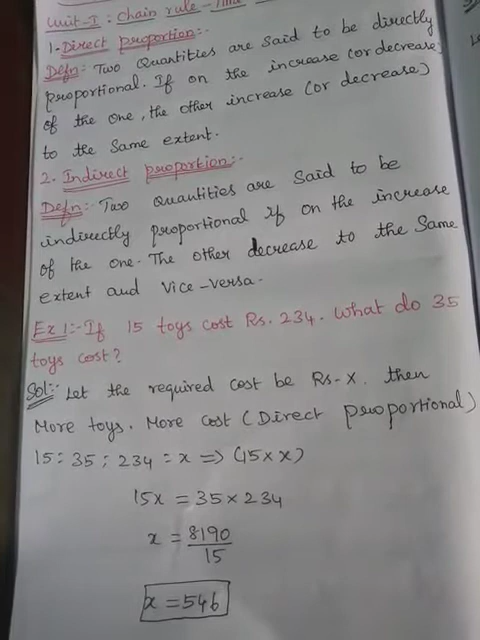 Unit-I : Chain rule - Time
1. Direct proportion:-
Defn:- Two Quantities are said to be directly
proportional. If on the increase (or decrease)
of the one, the other increase (or decrease)
to the same extent.
2. Indirect proportion:-
Defn:- Two Quantities are said to be
indirectly proportional If on the increase
of the one. The other decrease to the same
extent and vice-versa.
Ex 1:- If 15 toys cost Rs. 234. What do 35
toys cost?
Sol:- Let the required cost be Rs-x. then
More toys. More cost (Direct proportional)
15 : 35 ; 234 : x => (15 x x)
15x = 35 x 234
x = 8190
15
x = 546